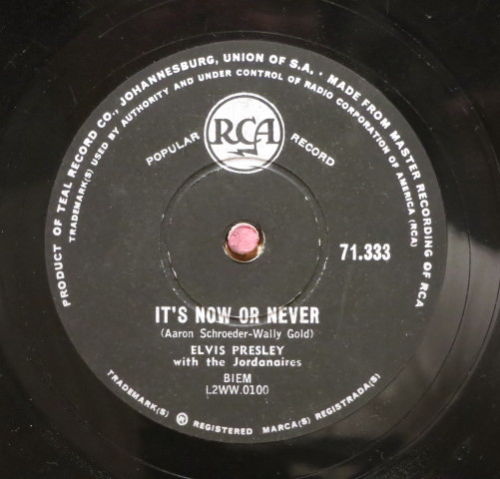 PRODUCT OF TEAL RECORD CO., JOHANNESBURG, UNION OF S.A. · MADE FROM MASTER RECORDING OF RCA
TRADEMARK(S) USED BY AUTHORITY AND UNDER CONTROL OF RADIO CORPORATION OF AMERICA (RCA)
POPULAR RCA RECORD
71.333
IT'S NOW OR NEVER
(Aaron Schroeder-Wally Gold)
ELVIS PRESLEY
with the Jordanaires
BIEM
L2WW.0100
TRADEMARK(S) ® REGISTERED MARCA(S) REGISTRADA(S)